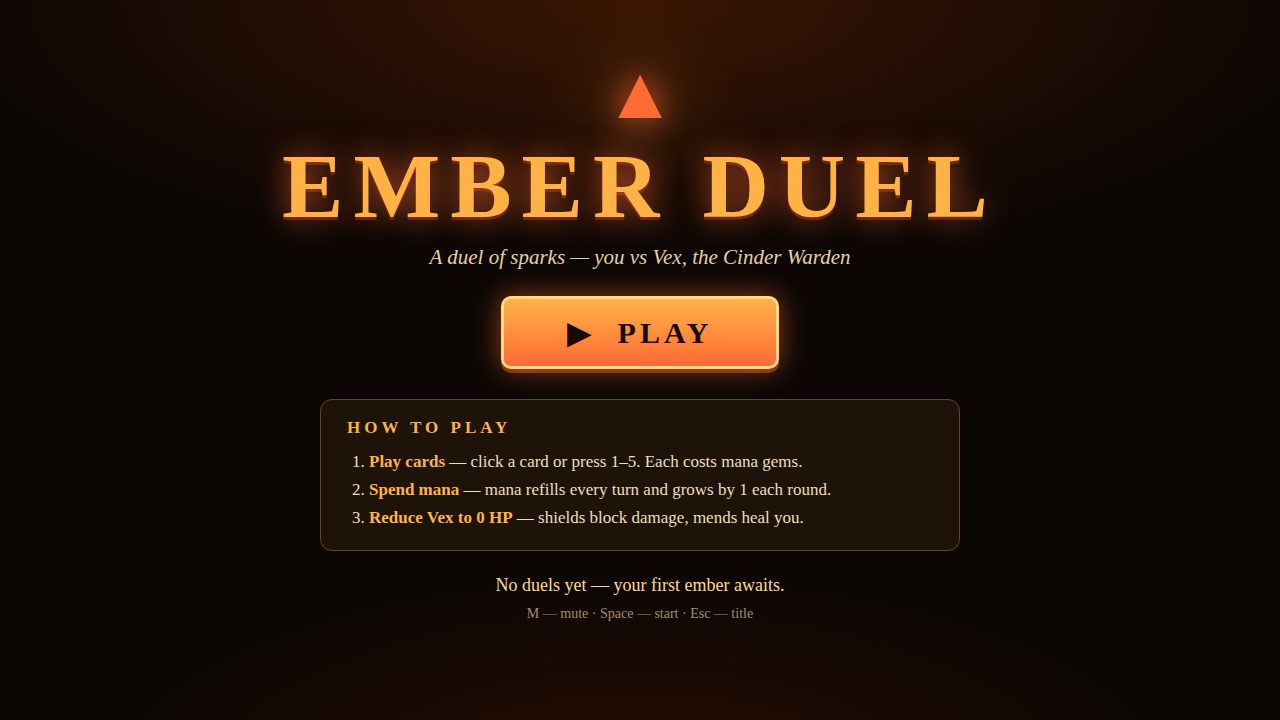 EMBER DUEL
A duel of sparks — you vs Vex, the Cinder Warden
▶ PLAY
HOW TO PLAY
1. Play cards — click a card or press 1–5. Each costs mana gems.
2. Spend mana — mana refills every turn and grows by 1 each round.
3. Reduce Vex to 0 HP — shields block damage, mends heal you.
No duels yet — your first ember awaits.
M — mute · Space — start · Esc — title